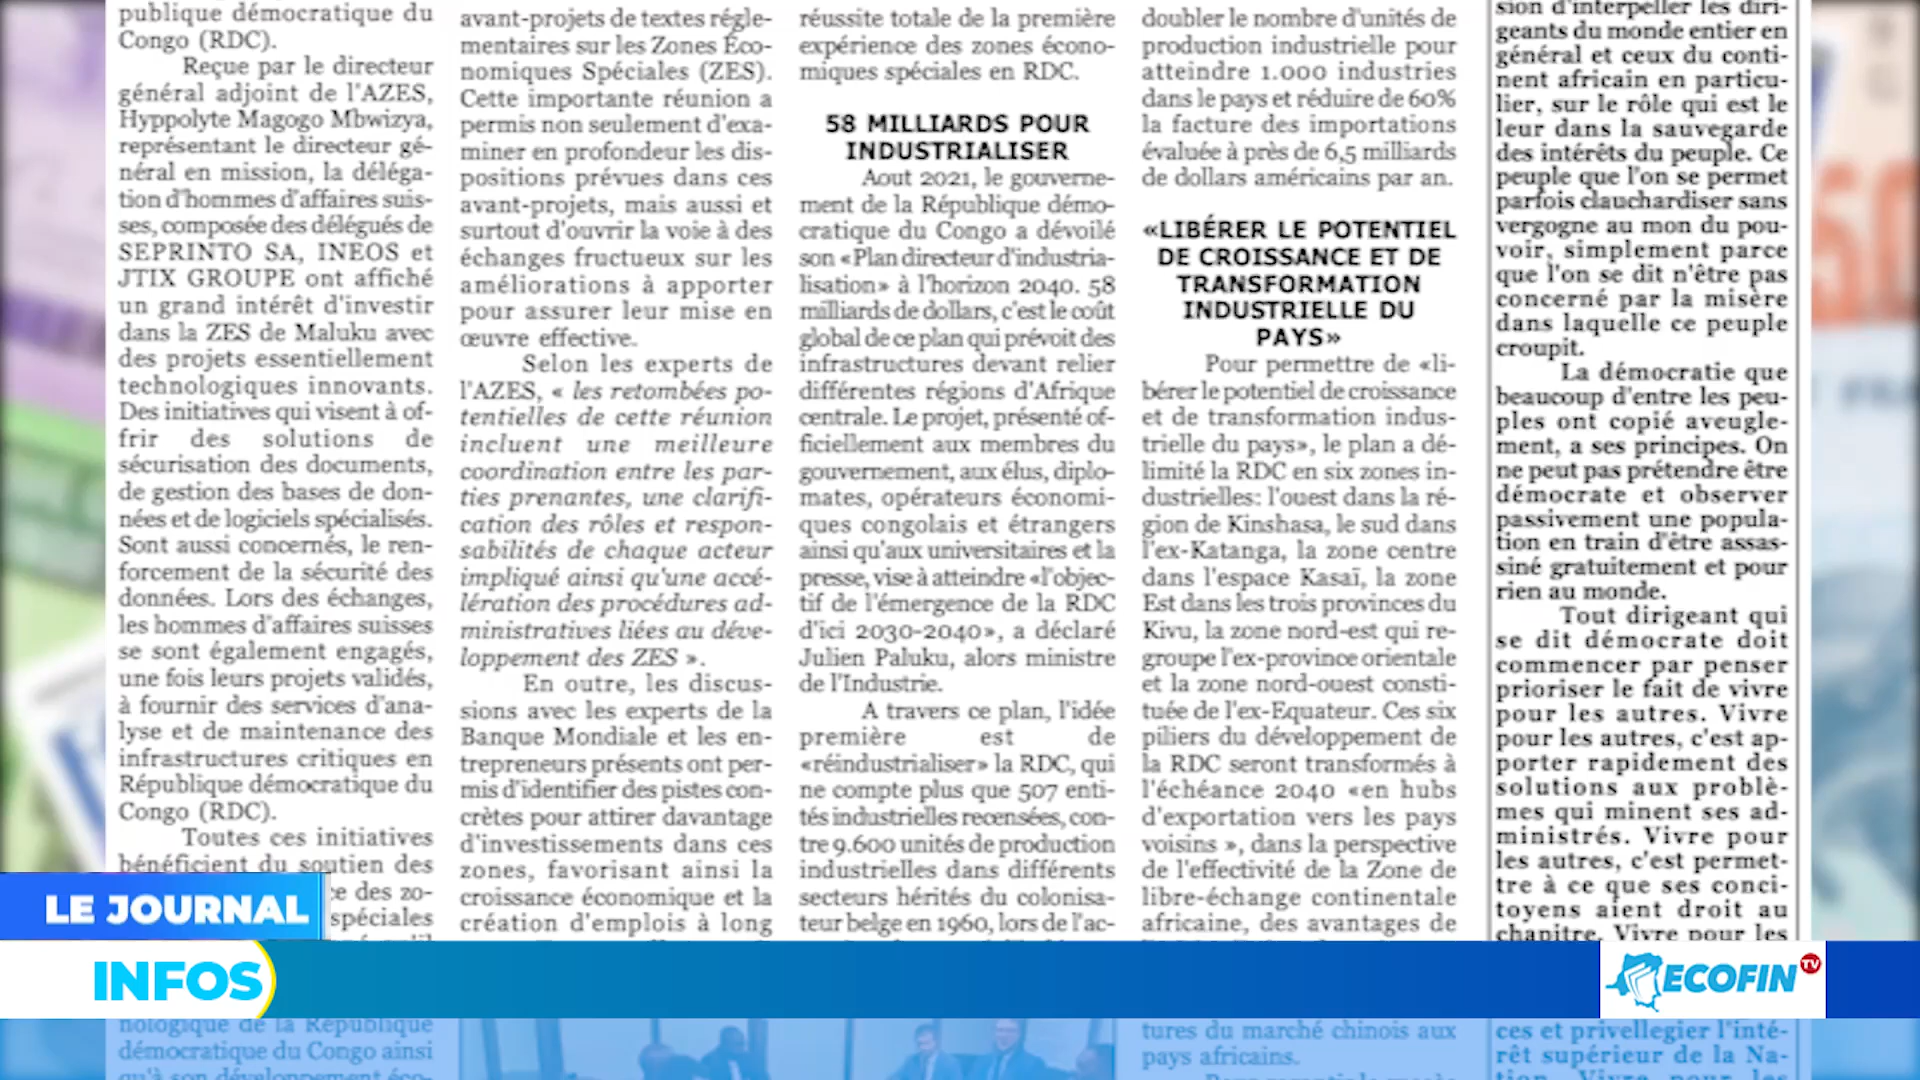 publique démocratique du
Congo (RDC).
Reçue par le directeur
général adjoint de l'AZES,
Hyppolyte Magogo Mbwizya,
représentant le directeur gé-
néral en mission, la déléga-
tion d'hommes d'affaires suis-
ses, composée des délégués de
SEPRINTO SA, INEOS et
JTIX GROUPE ont affiché
un grand intérêt d'investir
dans la ZES de Maluku avec
des projets essentiellement
technologiques innovants.
Des initiatives qui visent à of-
frir des solutions de
sécurisation des documents,
de gestion des bases de don-
nées et de logiciels spécialisés.
Sont aussi concernés, le ren-
forcement de la sécurité des
données. Lors des échanges,
les hommes d'affaires suisses
se sont également engagés,
une fois leurs projets validés,
à fournir des services d'ana-
lyse et de maintenance des
infrastructures critiques en
République démocratique du
Congo (RDC).
Toutes ces initiatives
bénéficient du soutien des
des zo-
spéciales
nologique de la République
démocratique du Congo ainsi
qu'à son développement éco-
avant-projets de textes régle-
mentaires sur les Zones Éco-
nomiques Spéciales (ZES).
Cette importante réunion a
permis non seulement d'exa-
miner en profondeur les dis-
positions prévues dans ces
avant-projets, mais aussi et
surtout d'ouvrir la voie à des
échanges fructueux sur les
améliorations à apporter
pour assurer leur mise en
œuvre effective.
Selon les experts de
l'AZES, « les retombées po-
tentielles de cette réunion
incluent une meilleure
coordination entre les par-
ties prenantes, une clarifi-
cation des rôles et respon-
sabilités de chaque acteur
impliqué ainsi qu'une accé-
lération des procédures ad-
ministratives liées au déve-
loppement des ZES ».
En outre, les discus-
sions avec les experts de la
Banque Mondiale et les en-
trepreneurs présents ont per-
mis d'identifier des pistes con-
crètes pour attirer davantage
d'investissements dans ces
zones, favorisant ainsi la
croissance économique et la
création d'emplois à long
réussite totale de la première
expérience des zones écono-
miques spéciales en RDC.
58 MILLIARDS POUR
INDUSTRIALISER
Aout 2021, le gouverne-
ment de la République démo-
cratique du Congo a dévoilé
son «Plan directeur d'industria-
lisation» à l'horizon 2040. 58
milliards de dollars, c'est le coût
global de ce plan qui prévoit des
infrastructures devant relier
différentes régions d'Afrique
centrale. Le projet, présenté of-
ficiellement aux membres du
gouvernement, aux élus, diplo-
mates, opérateurs économi-
ques congolais et étrangers
ainsi qu'aux universitaires et la
presse, vise à atteindre «l'objec-
tif de l'émergence de la RDC
d'ici 2030-2040», a déclaré
Julien Paluku, alors ministre
de l'Industrie.
A travers ce plan, l'idée
première est de
«réindustrialiser» la RDC, qui
ne compte plus que 507 enti-
tés industrielles recensées, con-
tre 9.600 unités de production
industrielles dans différents
secteurs hérités du colonisa-
teur belge en 1960, lors de l'ac-
doubler le nombre d'unités de
production industrielle pour
atteindre 1.000 industries
dans le pays et réduire de 60%
la facture des importations
évaluée à près de 6,5 milliards
de dollars américains par an.
«LIBÉRER LE POTENTIEL
DE CROISSANCE ET DE
TRANSFORMATION
INDUSTRIELLE DU
PAYS»
Pour permettre de «li-
bérer le potentiel de croissance
et de transformation indus-
trielle du pays», le plan a dé-
limité la RDC en six zones in-
dustrielles: l'ouest dans la ré-
gion de Kinshasa, le sud dans
l'ex-Katanga, la zone centre
dans l'espace Kasaï, la zone
Est dans les trois provinces du
Kivu, la zone nord-est qui re-
groupe l'ex-province orientale
et la zone nord-ouest consti-
tuée de l'ex-Equateur. Ces six
piliers du développement de
la RDC seront transformés à
l'échéance 2040 «en hubs
d'exportation vers les pays
voisins », dans la perspective
de l'effectivité de la Zone de
libre-échange continentale
africaine, des avantages de
tures du marché chinois aux
pays africains.
sion d'interpeller les diri-
geants du monde entier en
général et ceux du conti-
nent africain en particu-
lier, sur le rôle qui est le
leur dans la sauvegarde
des intérêts du peuple. Ce
peuple que l'on se permet
parfois clauchardiser sans
vergogne au mon du pou-
voir, simplement parce
que l'on se dit n'être pas
concerné par la misère
dans laquelle ce peuple
croupit.
La démocratie que
beaucoup d'entre les peu-
ples ont copié aveugle-
ment, a ses principes. On
ne peut pas prétendre être
démocrate et observer
passivement une popula-
tion en train d'être assas-
siné gratuitement et pour
rien au monde.
Tout dirigeant qui
se dit démocrate doit
commencer par penser
prioriser le fait de vivre
pour les autres. Vivre
pour les autres, c'est ap-
porter rapidement des
solutions aux problè-
mes qui minent ses ad-
ministrés. Vivre pour
les autres, c'est permet-
tre à ce que ses conci-
toyens aient droit au
chapitre. Vivre pour les
ces et privellegier l'inté-
rêt supérieur de la Na-
tion. Vivre pour les
LE JOURNAL
INFOS
ECOFIN TV